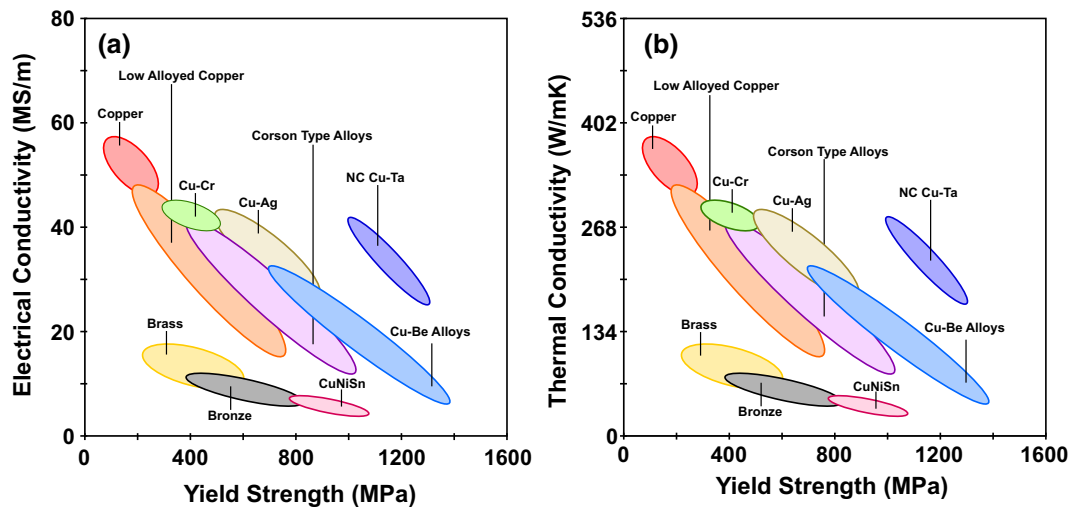 (a)
Electrical Conductivity (MS/m)
80
60
40
20
0
Low Alloyed Copper
Copper
Corson Type Alloys
Cu-Cr
NC Cu-Ta
Cu-Ag
Brass
Cu-Be Alloys
CuNiSn
Bronze
0 400 800 1200 1600
Yield Strength (MPa)
(b)
Thermal Conductivity (W/mK)
536
402
268
134
0
Low Alloyed Copper
Copper
Corson Type Alloys
Cu-Cr
NC Cu-Ta
Cu-Ag
Brass
Cu-Be Alloys
CuNiSn
Bronze
0 400 800 1200 1600
Yield Strength (MPa)